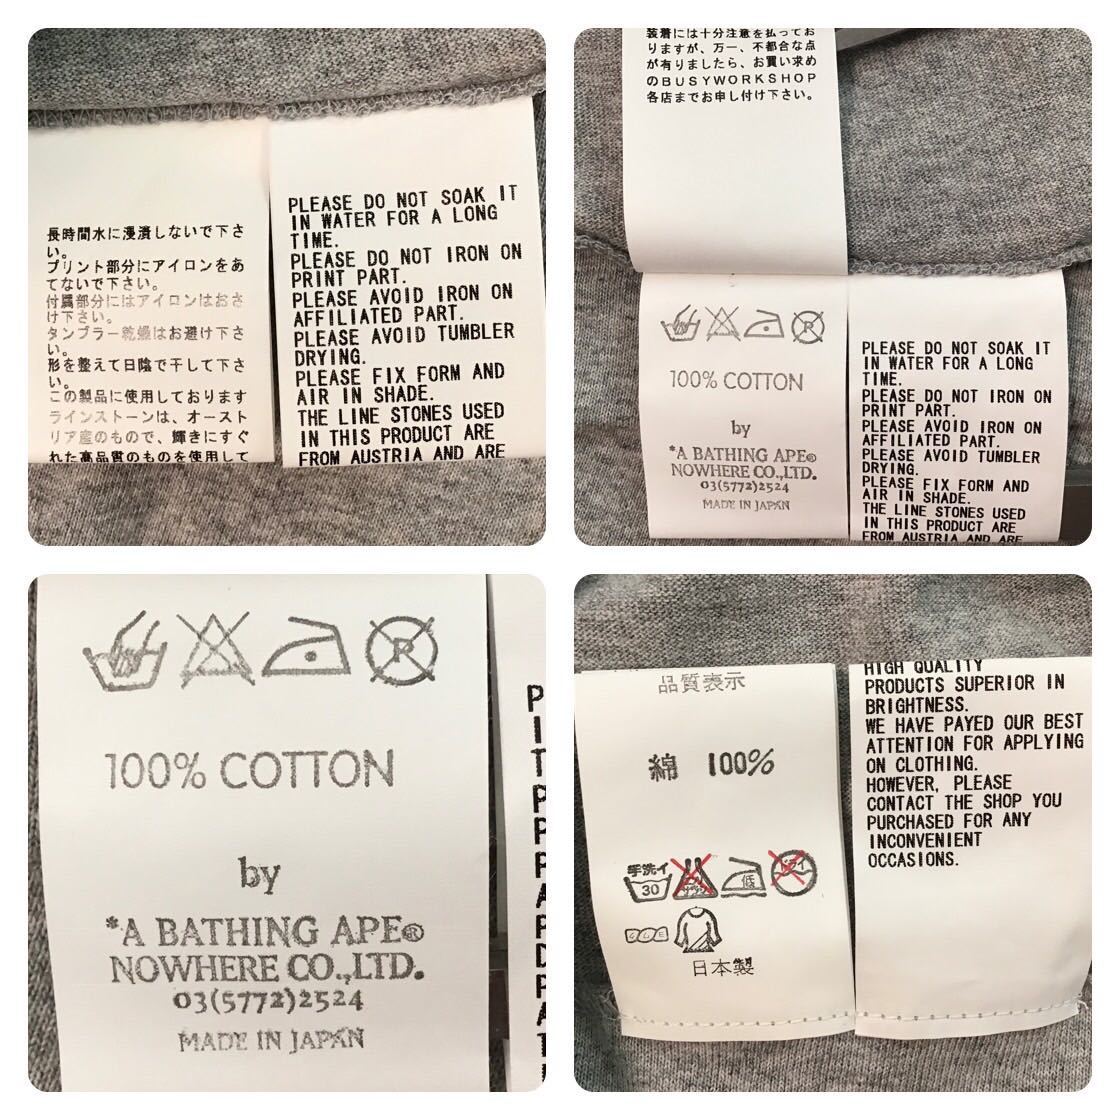 長時間水に浸漬しないで下さ
い。
プリント部分にアイロンをあ
てないで下さい。
付属部分にはアイロンはおさ
け下さい。
タンブラー乾燥はお避け下さ
い。
形を整えて日陰で干して下さ
い。
この製品に使用しております
ラインストーンは、オースト
リア産のもので、輝きにすぐ
れた高品質のものを使用して
PLEASE DO NOT SOAK IT
IN WATER FOR A LONG
TIME.
PLEASE DO NOT IRON ON
PRINT PART.
PLEASE AVOID IRON ON
AFFILIATED PART.
PLEASE AVOID TUMBLER
DRYING.
PLEASE FIX FORM AND
AIR IN SHADE.
THE LINE STONES USED
IN THIS PRODUCT ARE
FROM AUSTRIA AND ARE
装着には十分注意を払ってお
りますが、万一、不都合な点
が有りましたら、お買い求め
のBUSYWORKSHOP
各店までお申し付け下さい。
R
100% COTTON
by
*A BATHING APE®
NOWHERE CO.,LTD.
03(5772)2524
MADE IN JAPAN
PLEASE DO NOT SOAK IT
IN WATER FOR A LONG
TIME.
PLEASE DO NOT IRON ON
PRINT PART.
PLEASE AVOID IRON ON
AFFILIATED PART.
PLEASE AVOID TUMBLER
DRYING.
PLEASE FIX FORM AND
AIR IN SHADE.
THE LINE STONES USED
IN THIS PRODUCT ARE
FROM AUSTRIA AND ARE
R
100% COTTON
by
*A BATHING APE®
NOWHERE CO.,LTD.
03(5772)2524
MADE IN JAPAN
品質表示
綿 100%
手洗イ
30
低
ドライ
日本製
HIGH QUALITY
PRODUCTS SUPERIOR IN
BRIGHTNESS.
WE HAVE PAYED OUR BEST
ATTENTION FOR APPLYING
ON CLOTHING.
HOWEVER, PLEASE
CONTACT THE SHOP YOU
PURCHASED FOR ANY
INCONVENIENT
OCCASIONS.